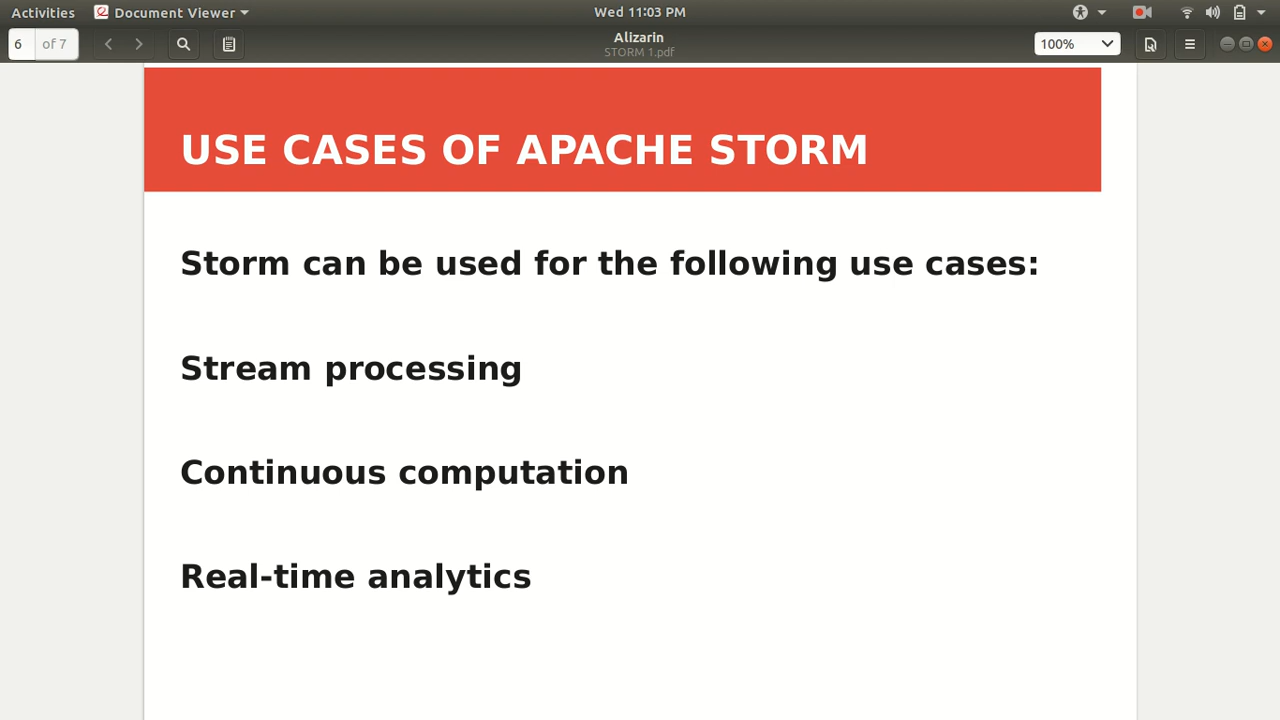 Activities Document Viewer Wed 11:03 PM
6 of 7 Alizarin 100%
STORM 1.pdf
USE CASES OF APACHE STORM
Storm can be used for the following use cases:
Stream processing
Continuous computation
Real-time analytics